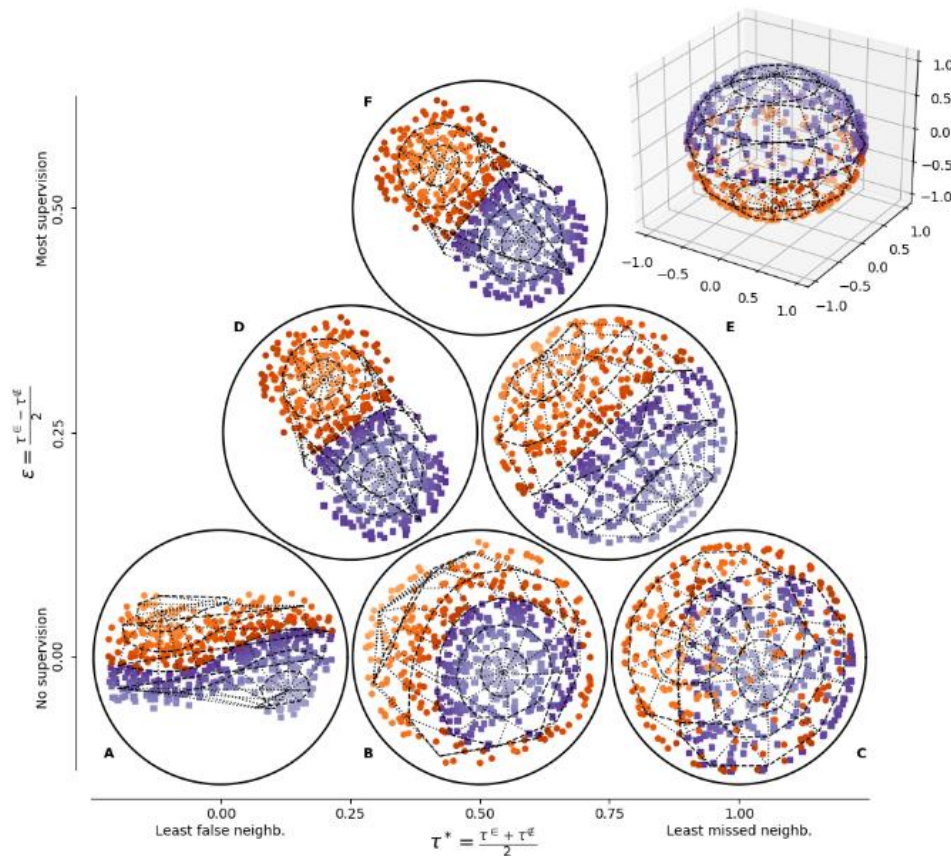 F
1.0
0.5
0.0
−0.5
−1.0
−1.0
−0.5
0.0
0.5
1.0
−1.0
−0.5
0.0
0.5
1.0
Most supervision
0.50
D
E
ε = (τ^∈ − τ^∉)/2
0.25
No supervision
0.00
A
B
C
0.00
0.25
0.50
0.75
1.00
Least false neighb.
τ* = (τ^∈ + τ^∉)/2
Least missed neighb.